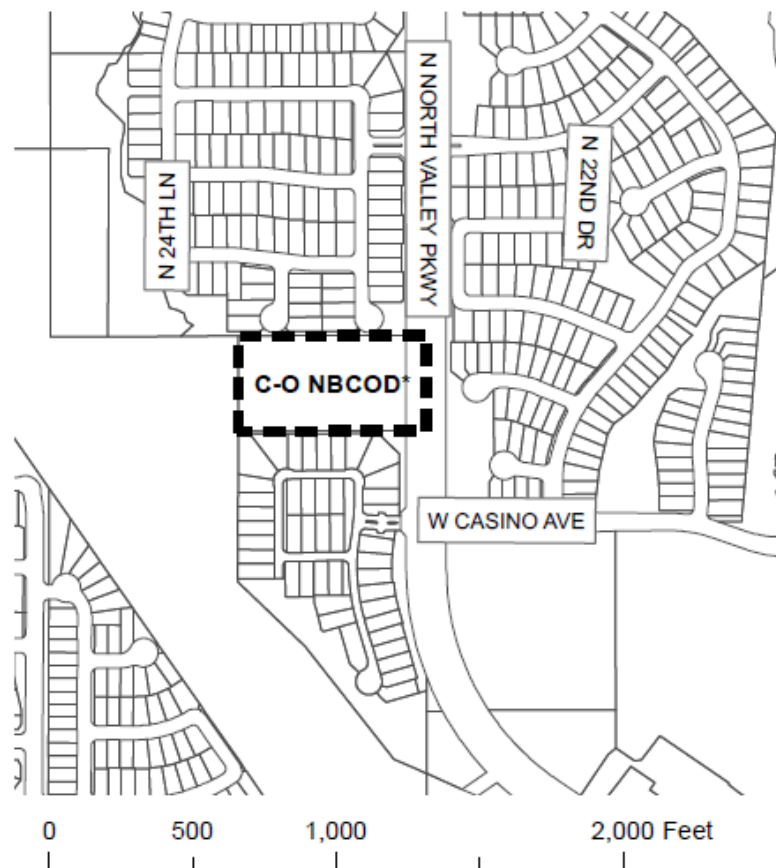 N NORTH VALLEY PKWY
N 22ND DR
N 24TH LN
C-O NBCOD*
W CASINO AVE
0 500 1,000 2,000 Feet